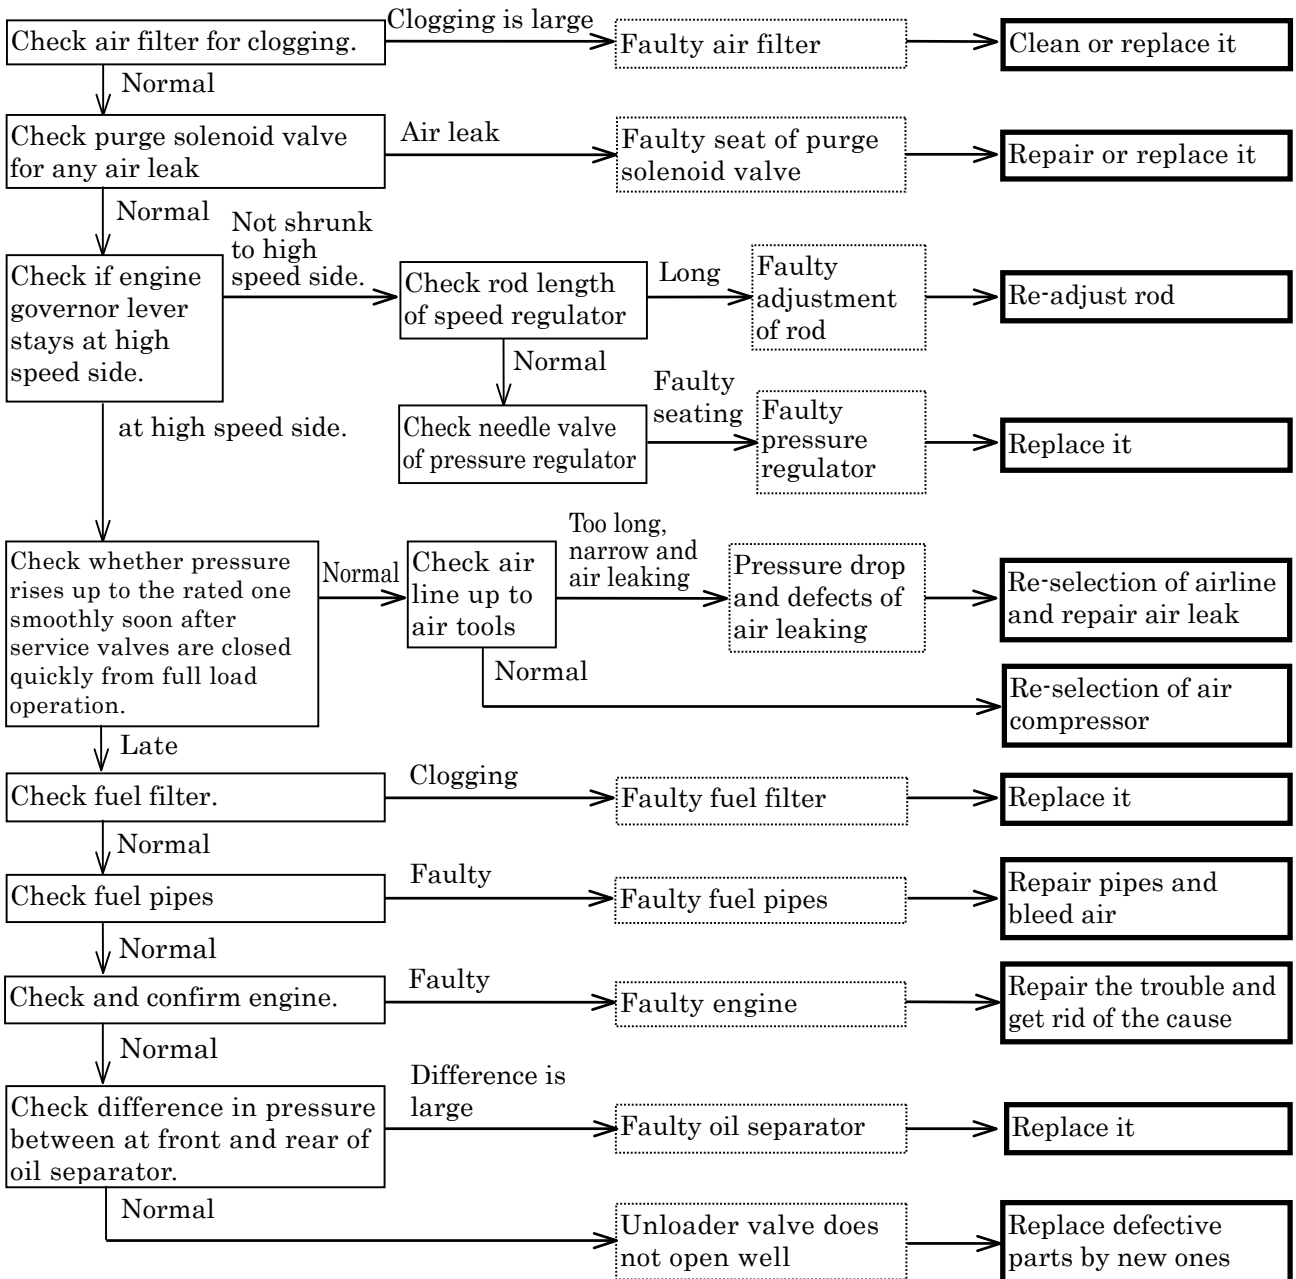 Check air filter for clogging.
Clogging is large
Faulty air filter
Clean or replace it
Normal
Check purge solenoid valve
for any air leak
Air leak
Faulty seat of purge
solenoid valve
Repair or replace it
Normal
Not shrunk
to high
speed side.
Check if engine
governor lever
stays at high
speed side.
Check rod length
of speed regulator
Long
Faulty
adjustment
of rod
Re-adjust rod
Normal
at high speed side.
Check needle valve
of pressure regulator
Faulty
seating
Faulty
pressure
regulator
Replace it
Check whether pressure
rises up to the rated one
smoothly soon after
service valves are closed
quickly from full load
operation.
Normal
Check air
line up to
air tools
Too long,
narrow and
air leaking
Pressure drop
and defects of
air leaking
Re-selection of airline
and repair air leak
Normal
Re-selection of air
compressor
Late
Check fuel filter.
Clogging
Faulty fuel filter
Replace it
Normal
Check fuel pipes
Faulty
Faulty fuel pipes
Repair pipes and
bleed air
Normal
Check and confirm engine.
Faulty
Faulty engine
Repair the trouble and
get rid of the cause
Normal
Check difference in pressure
between at front and rear of
oil separator.
Difference is
large
Faulty oil separator
Replace it
Normal
Unloader valve does
not open well
Replace defective
parts by new ones